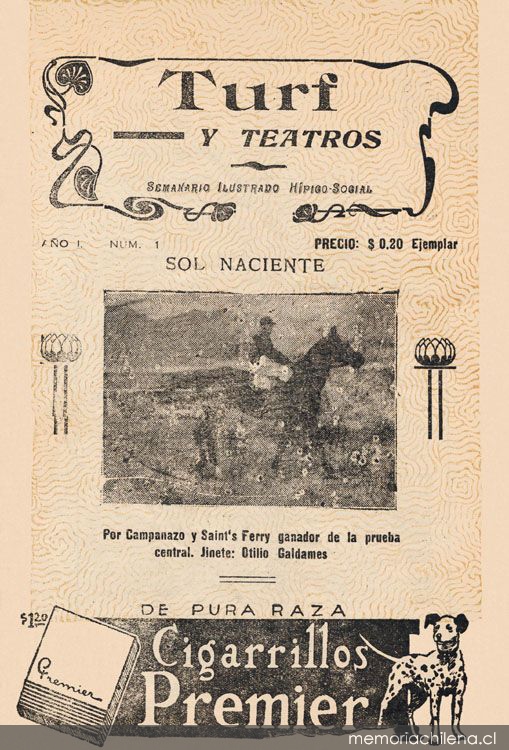 Turf
Y TEATROS
SEMANARIO ILUSTRADO HÍPICO-SOCIAL
AÑO I. NUM. 1 PRECIO: $ 0,20 Ejemplar
SOL NACIENTE
Por Campanazo y Saint's Ferry ganador de la prueba
central. Jinete: Otilio Galdames
DE PURA RAZA
$1.20
Premier
Cigarrillos
Premier
memoriachilena.cl